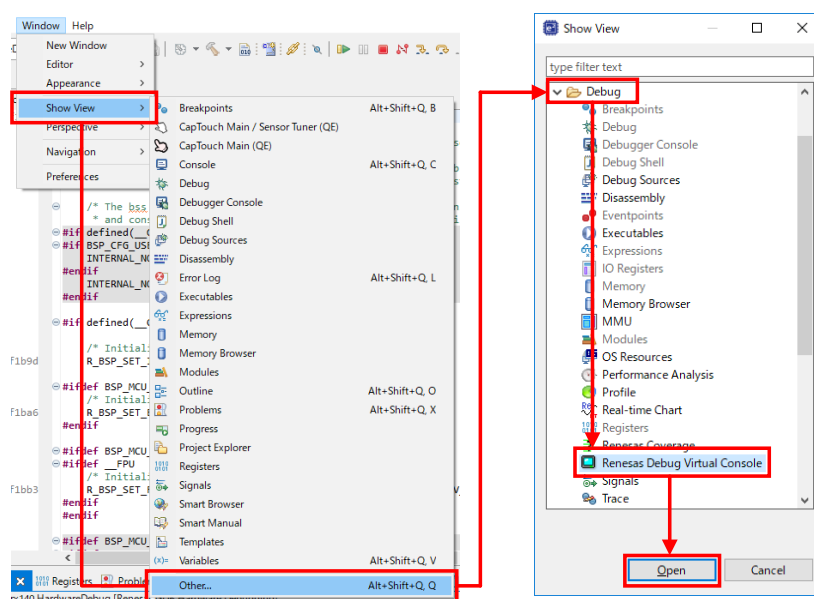 Window Help
New Window
Editor
Appearance
Show View
Perspective
Navigation
Preferences
Breakpoints Alt+Shift+Q, B
CapTouch Main / Sensor Tuner (QE)
CapTouch Main (QE)
Console Alt+Shift+Q, C
Debug
Debugger Console
Debug Shell
Debug Sources
Disassembly
Error Log Alt+Shift+Q, L
Executables
Expressions
Memory
Memory Browser
Modules
Outline Alt+Shift+Q, O
Problems Alt+Shift+Q, X
Progress
Project Explorer
Registers
Signals
Smart Browser
Smart Manual
Templates
Variables Alt+Shift+Q, V
Other... Alt+Shift+Q, Q
/* The bss
* and cons
#if defined(__
#if BSP_CFG_USE
INTERNAL_NO
#endif
INTERNAL_NO
#endif
#if defined(__
/* Initial
f1b9d R_BSP_SET_
#ifdef BSP_MCU_
/* Initial
f1ba6 R_BSP_SET_
#endif
#ifdef BSP_MCU_
#ifdef __FPU
/* Initial
f1bb3 R_BSP_SET_
#endif
#endif
#ifdef BSP_MCU_
Registers
Show View
type filter text
Debug
Breakpoints
Debug
Debugger Console
Debug Shell
Debug Sources
Disassembly
Eventpoints
Executables
Expressions
IO Registers
Memory
Memory Browser
MMU
Modules
OS Resources
Performance Analysis
Profile
Real-time Chart
Registers
Renesas Coverage
Renesas Debug Virtual Console
Signals
Trace
Open Cancel